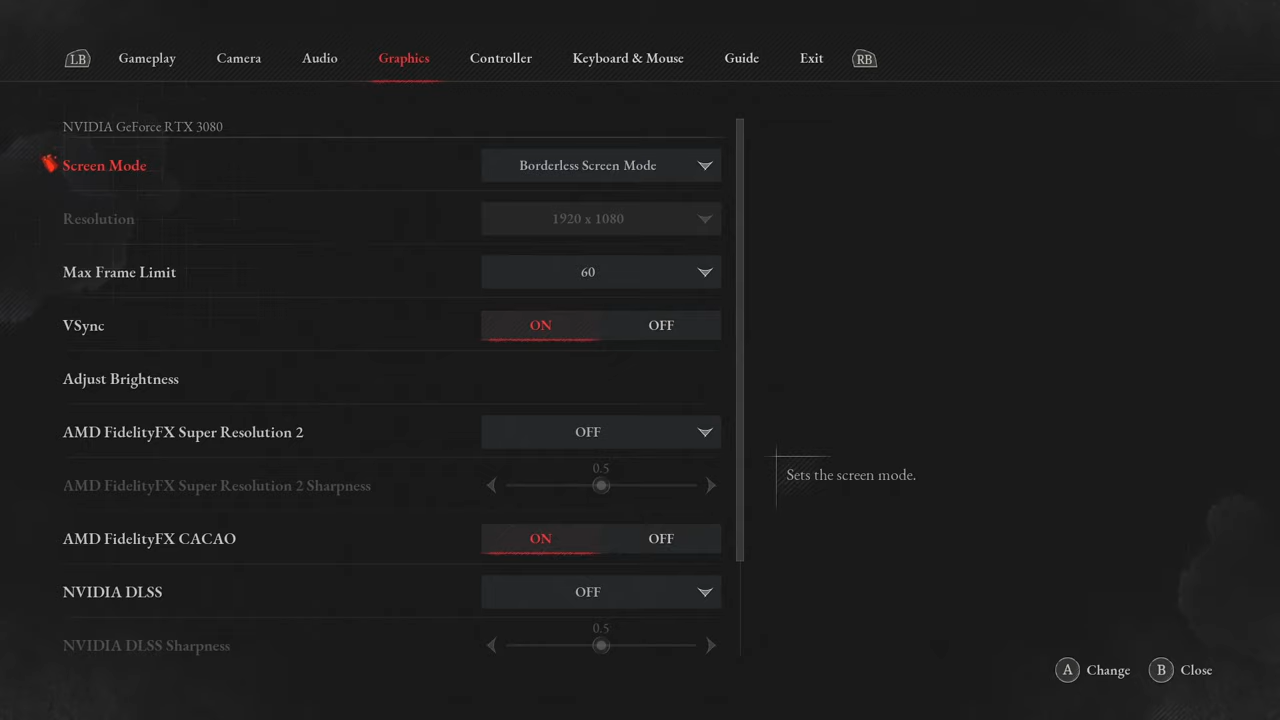 LB Gameplay Camera Audio Graphics Controller Keyboard & Mouse Guide Exit RB
NVIDIA GeForce RTX 3080
Screen Mode Borderless Screen Mode
Resolution 1920 x 1080
Max Frame Limit 60
VSync ON OFF
Adjust Brightness
AMD FidelityFX Super Resolution 2 OFF
0.5
AMD FidelityFX Super Resolution 2 Sharpness
Sets the screen mode.
AMD FidelityFX CACAO ON OFF
NVIDIA DLSS OFF
0.5
NVIDIA DLSS Sharpness
A Change B Close